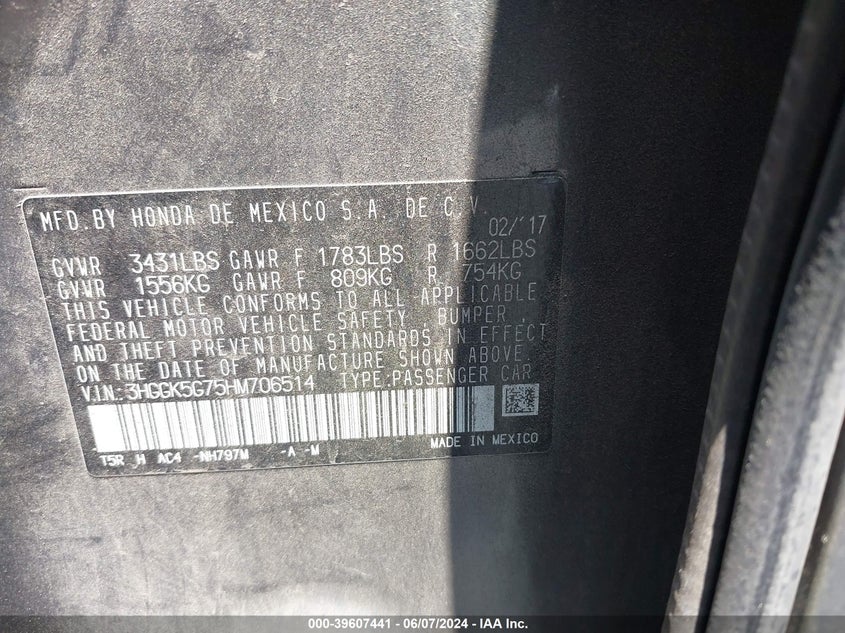 MFD.BY HONDA DE MEXICO S.A. DE C.V.
02/'17
GVWR 3431LBS GAWR F 1783LBS R 1662LBS
GVWR 1556KG GAWR F 809KG R 754KG
THIS VEHICLE CONFORMS TO ALL APPLICABLE
FEDERAL MOTOR VEHICLE SAFETY, BUMPER,
AND THEFT PREVENTION STANDARDS IN EFFECT
ON THE DATE OF MANUFACTURE SHOWN ABOVE.
VIN:3HGGK5G75HM706514 TYPE:PASSENGER CAR
T5R H AC4 -NH797M -A -M
MADE IN MEXICO
000-39607441 - 06/07/2024 - IAA Inc.